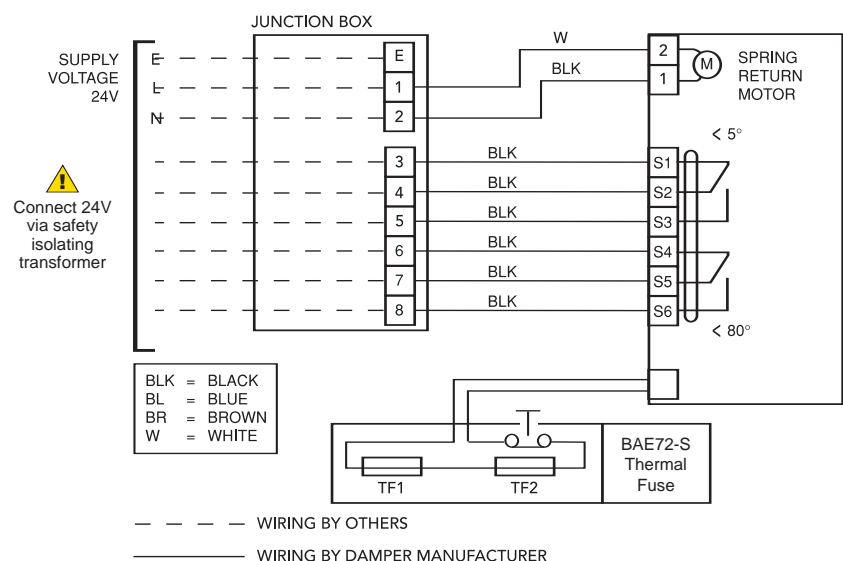 JUNCTION BOX
SUPPLY
VOLTAGE
24V
E
L
N
E
1
2
3
4
5
6
7
8
W
BLK
BLK
BLK
BLK
BLK
BLK
BLK
2
1
M
SPRING
RETURN
MOTOR
< 5°
S1
S2
S3
S4
S5
S6
< 80°
!
Connect 24V
via safety
isolating
transformer
BLK = BLACK
BL = BLUE
BR = BROWN
W = WHITE
TF1
TF2
BAE72-S
Thermal
Fuse
WIRING BY OTHERS
WIRING BY DAMPER MANUFACTURER